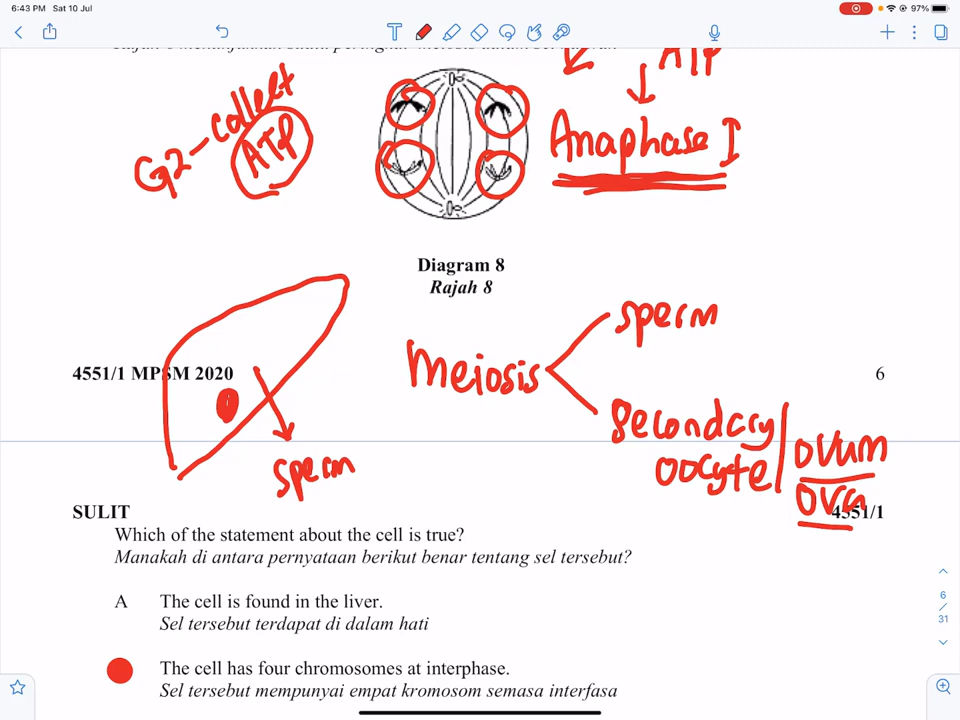 6:43 PM Sat 10 Jul
97%
ATP
G2 - collect
ATP
Anaphase I
Diagram 8
Rajah 8
sperm
4551/1 MPSM 2020
Meiosis
6
secondary
oocyte / ovum
ova
sperm
SULIT
4551/1
Which of the statement about the cell is true?
Manakah di antara pernyataan berikut benar tentang sel tersebut?
A The cell is found in the liver.
Sel tersebut terdapat di dalam hati
The cell has four chromosomes at interphase.
Sel tersebut mempunyai empat kromosom semasa interfasa
6
/
31